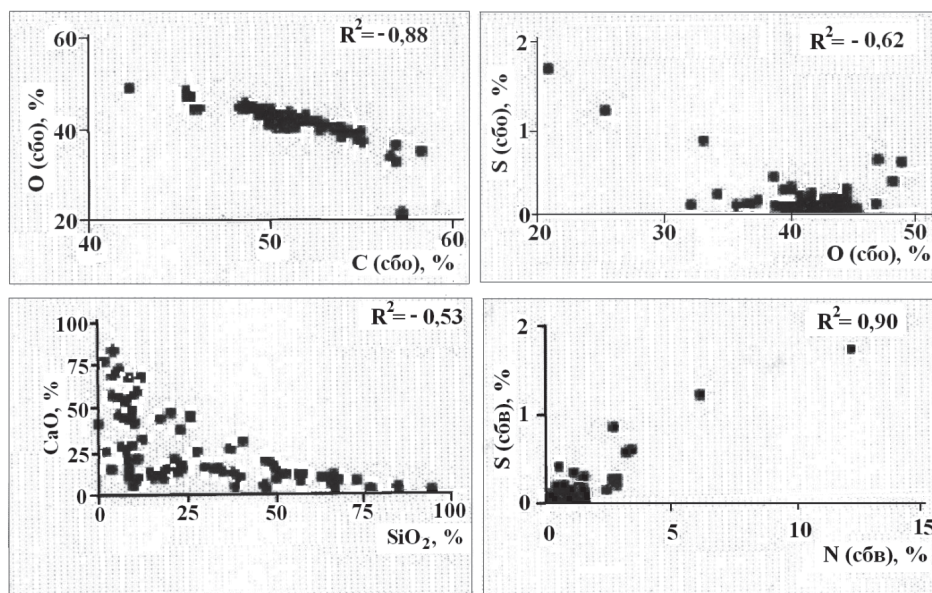 R²= -0,88
60
40
20
O (сбо), %
40
50
60
C (сбо), %
R²= -0,62
2
1
0
S (сбо), %
20
30
40
50
O (сбо), %
R²= -0,53
100
75
50
25
0
CaO, %
0
25
50
75
100
SiO₂, %
R²= 0,90
2
1
0
S (сбв), %
0
5
10
15
N (сбв), %